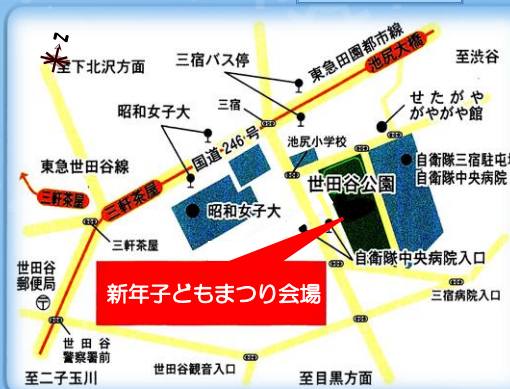 Z
至下北沢方面
三宿バス停
東急田園都市線
池尻大橋
至渋谷
昭和女子大
三宿
せたがや
がやがや館
国道246号
池尻小学校
東急世田谷線
自衛隊三宿駐屯地
自衛隊中央病院
世田谷公園
三軒茶屋
三軒茶屋
昭和女子大
三軒茶屋
自衛隊中央病院入口
世田谷
郵便局
〒
新年子どもまつり会場
三宿病院入口
世田谷
警察署前
世田谷観音入口
至二子玉川
至目黒方面